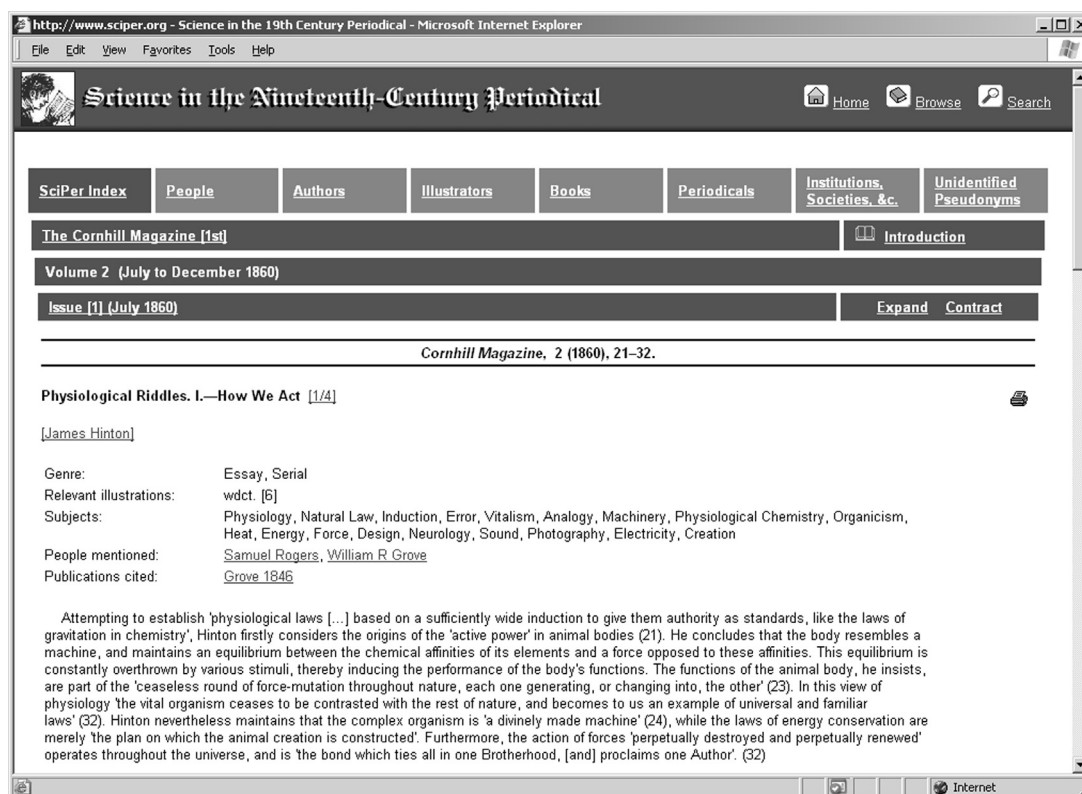 http://www.sciper.org - Science in the 19th Century Periodical - Microsoft Internet Explorer
File Edit View Favorites Tools Help
Science in the Nineteenth-Century Periodical
Home Browse Search
SciPer Index People Authors Illustrators Books Periodicals Institutions, Societies, &c. Unidentified Pseudonyms
The Cornhill Magazine [1st] Introduction
Volume 2 (July to December 1860)
Issue [1] (July 1860) Expand Contract
Cornhill Magazine, 2 (1860), 21–32.
Physiological Riddles. I.—How We Act [1/4]
[James Hinton]
Genre: Essay, Serial
Relevant illustrations: wdct. [6]
Subjects: Physiology, Natural Law, Induction, Error, Vitalism, Analogy, Machinery, Physiological Chemistry, Organicism,
Heat, Energy, Force, Design, Neurology, Sound, Photography, Electricity, Creation
People mentioned: Samuel Rogers, William R Grove
Publications cited: Grove 1846
Attempting to establish 'physiological laws [...] based on a sufficiently wide induction to give them authority as standards, like the laws of
gravitation in chemistry', Hinton firstly considers the origins of the 'active power' in animal bodies (21). He concludes that the body resembles a
machine, and maintains an equilibrium between the chemical affinities of its elements and a force opposed to these affinities. This equilibrium is
constantly overthrown by various stimuli, thereby inducing the performance of the body's functions. The functions of the animal body, he insists,
are part of the 'ceaseless round of force-mutation throughout nature, each one generating, or changing into, the other' (23). In this view of
physiology 'the vital organism ceases to be contrasted with the rest of nature, and becomes to us an example of universal and familiar
laws' (32). Hinton nevertheless maintains that the complex organism is 'a divinely made machine' (24), while the laws of energy conservation are
merely 'the plan on which the animal creation is constructed'. Furthermore, the action of forces 'perpetually destroyed and perpetually renewed'
operates throughout the universe, and is 'the bond which ties all in one Brotherhood, [and] proclaims one Author'. (32)
Internet